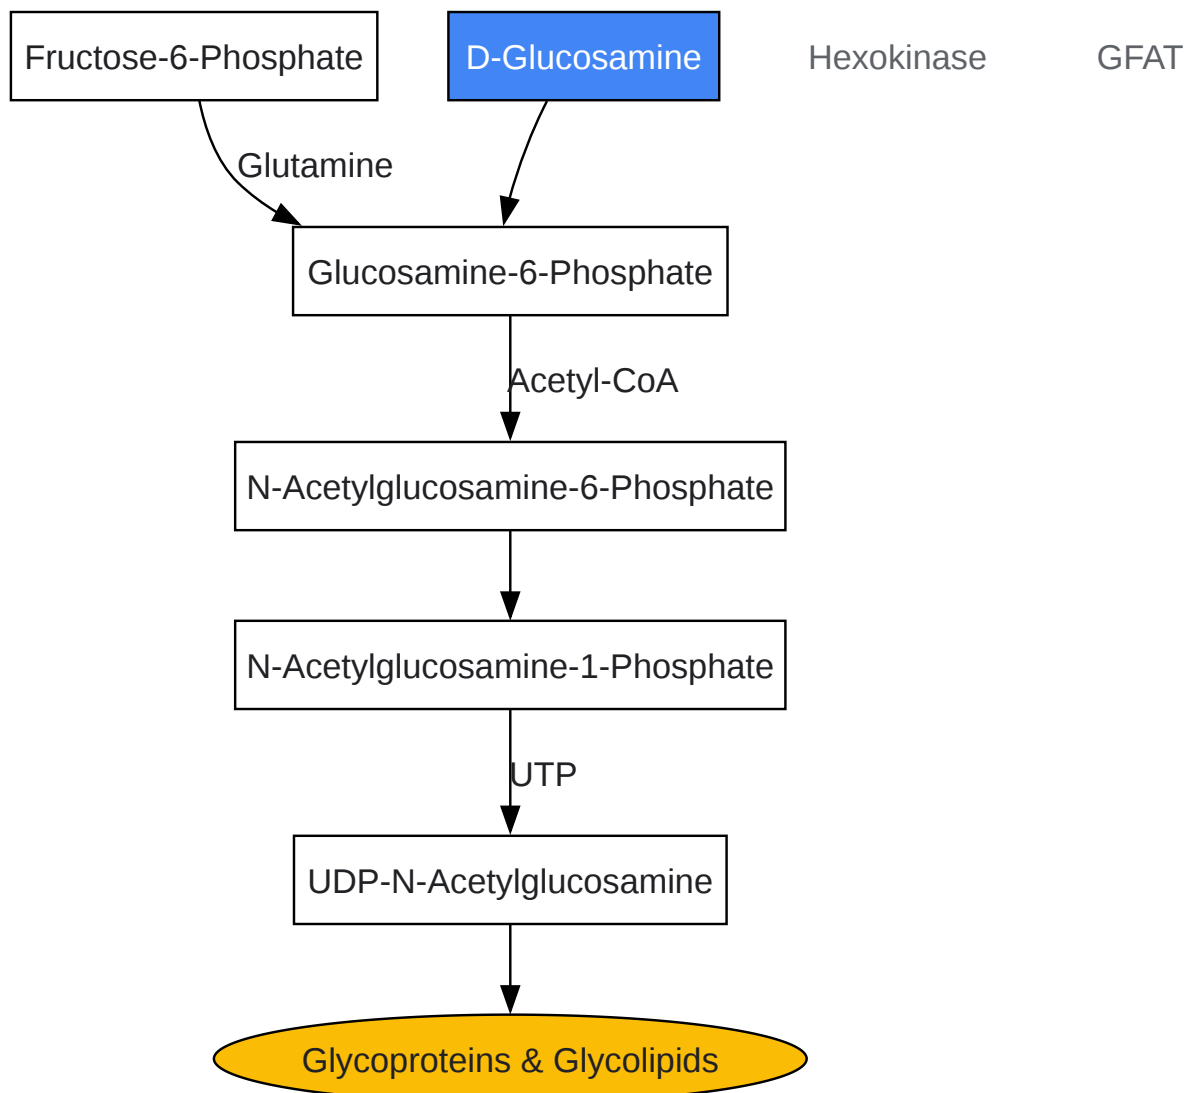 Fructose-6-Phosphate
D-Glucosamine
Hexokinase
GFAT
Glutamine
Glucosamine-6-Phosphate
Acetyl-CoA
N-Acetylglucosamine-6-Phosphate
N-Acetylglucosamine-1-Phosphate
UTP
UDP-N-Acetylglucosamine
Glycoproteins & Glycolipids